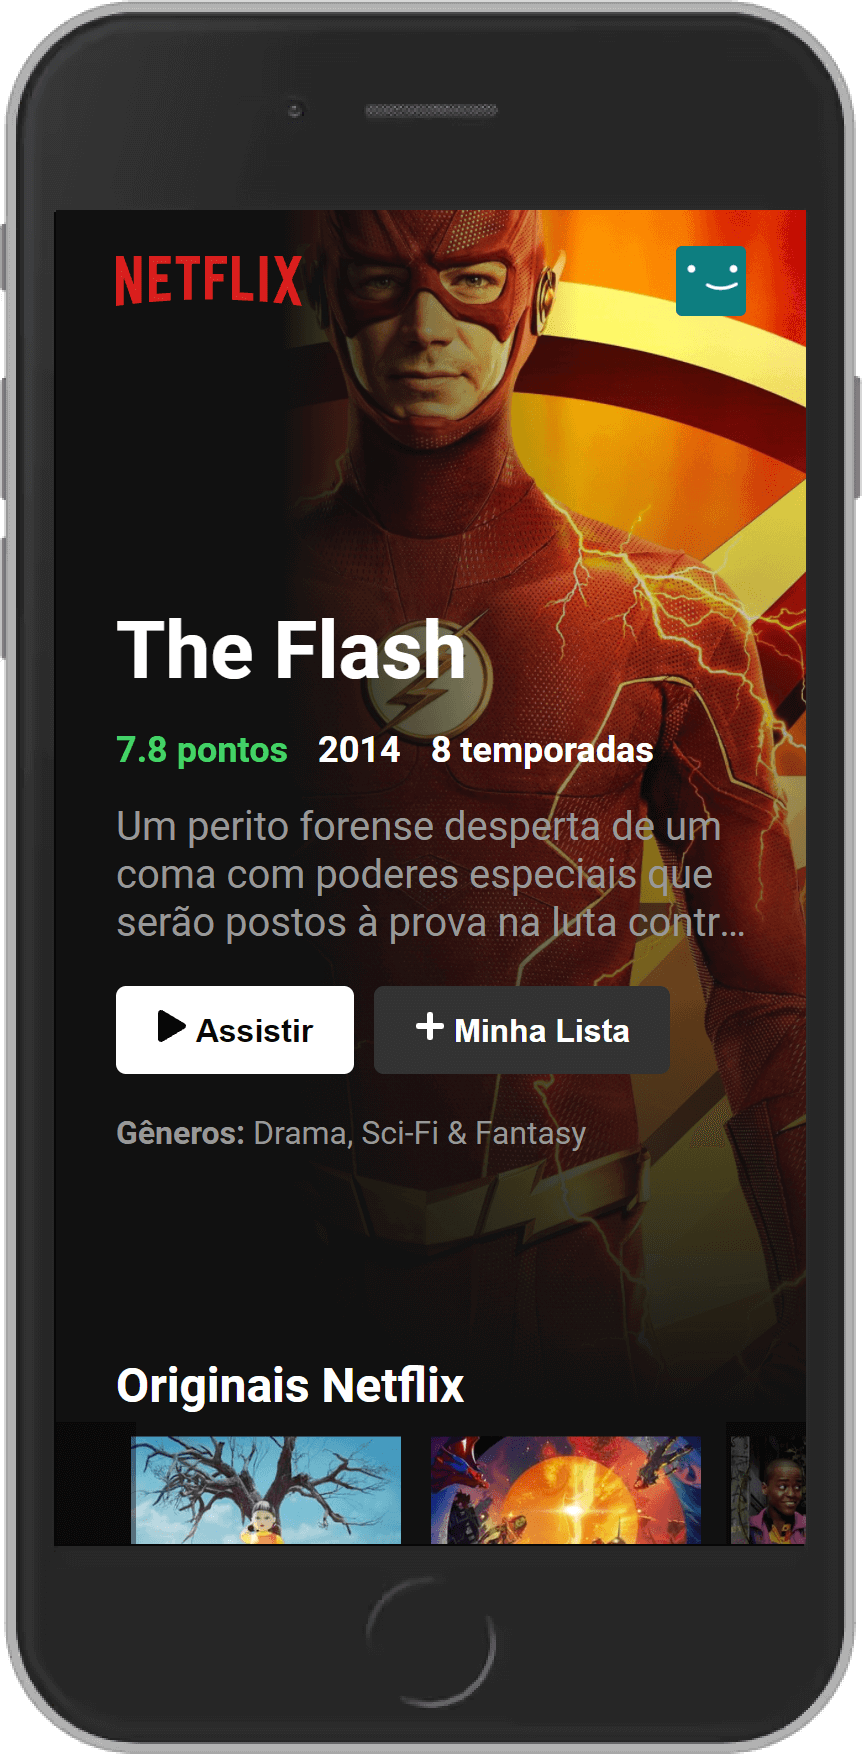 NETFLIX
The Flash
7.8 pontos 2014 8 temporadas
Um perito forense desperta de um
coma com poderes especiais que
serão postos à prova na luta contr...
Assistir
Minha Lista
Gêneros: Drama, Sci-Fi & Fantasy
Originais Netflix